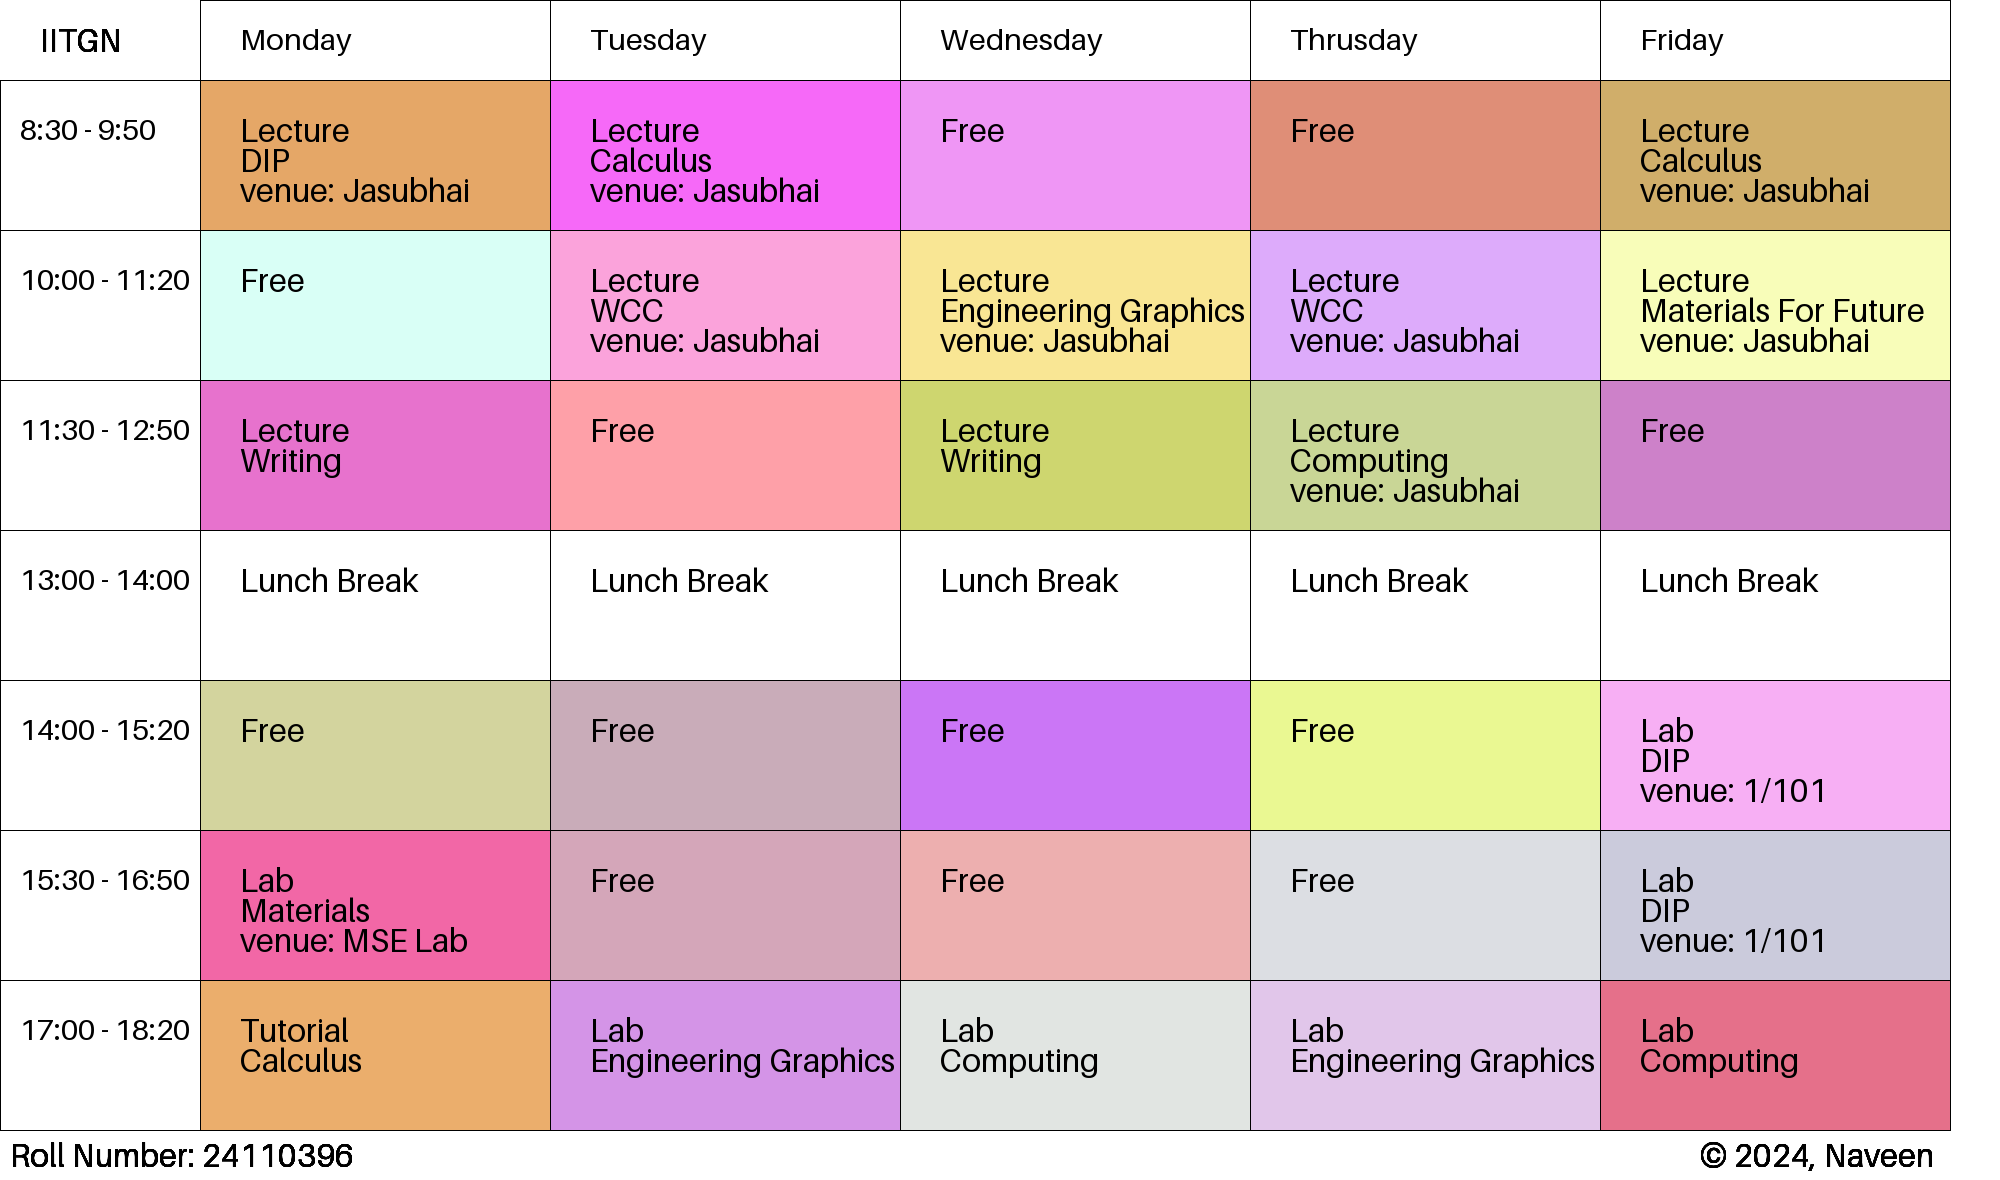 IITGN
Monday
Tuesday
Wednesday
Thrusday
Friday
8:30 - 9:50
Lecture
DIP
venue: Jasubhai
Lecture
Calculus
venue: Jasubhai
Free
Free
Lecture
Calculus
venue: Jasubhai
10:00 - 11:20
Free
Lecture
WCC
venue: Jasubhai
Lecture
Engineering Graphics
venue: Jasubhai
Lecture
WCC
venue: Jasubhai
Lecture
Materials For Future
venue: Jasubhai
11:30 - 12:50
Lecture
Writing
Free
Lecture
Writing
Lecture
Computing
venue: Jasubhai
Free
13:00 - 14:00
Lunch Break
Lunch Break
Lunch Break
Lunch Break
Lunch Break
14:00 - 15:20
Free
Free
Free
Free
Lab
DIP
venue: 1/101
15:30 - 16:50
Lab
Materials
venue: MSE Lab
Free
Free
Free
Lab
DIP
venue: 1/101
17:00 - 18:20
Tutorial
Calculus
Lab
Engineering Graphics
Lab
Computing
Lab
Engineering Graphics
Lab
Computing
Roll Number: 24110396
© 2024, Naveen